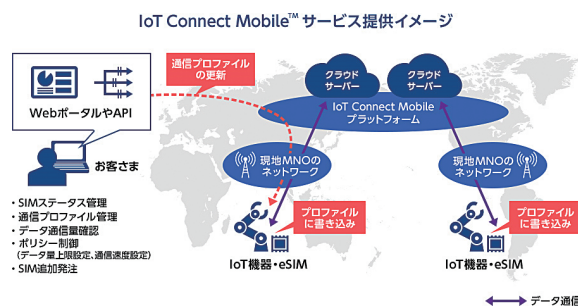 IoT Connect Mobile™ サービス提供イメージ
通信プロファイル
の更新
クラウド
サーバー
クラウド
サーバー
WebポータルやAPI
IoT Connect Mobile
プラットフォーム
お客さま
現地MNOの
ネットワーク
現地MNOの
ネットワーク
・SIMステータス管理
・通信プロファイル管理
・データ通信量確認
・ポリシー制御
(データ量上限設定、通信速度設定)
・SIM追加発注
プロファイル
に書き込み
プロファイル
に書き込み
IoT機器・eSIM
IoT機器・eSIM
データ通信